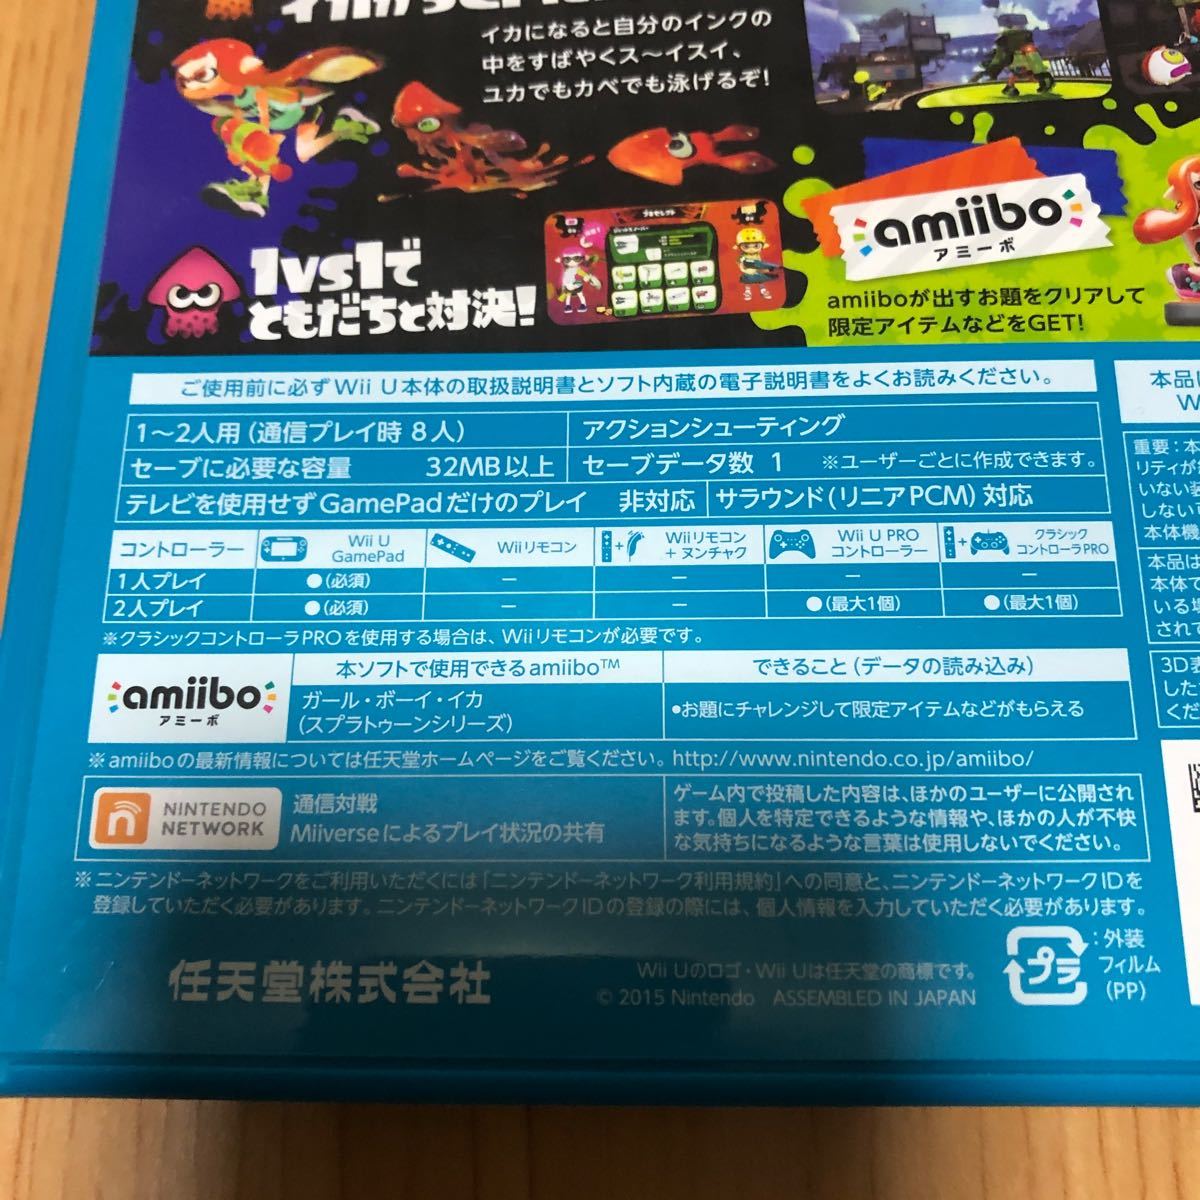 イカになると自分のインクの
中をすばやくス～イスイ、
ユカでもカベでも泳げるぞ!
1vs1で
ともだちと対決!
ブキセレクト
amiibo
アミーボ
amiiboが出すお題をクリアして
限定アイテムなどをGET!
ご使用前に必ずWii U本体の取扱説明書とソフト内蔵の電子説明書をよくお読みください。
1～2人用(通信プレイ時 8人) アクションシューティング
セーブに必要な容量 32MB以上 セーブデータ数 1 ※ユーザーごとに作成できます。
テレビを使用せずGamePadだけのプレイ 非対応 サラウンド(リニアPCM)対応
コントローラー Wii U GamePad Wiiリモコン + Wiiリモコン + ヌンチャク Wii U PRO コントローラー + クラシック コントローラPRO
1人プレイ ●(必須) － － － －
2人プレイ ●(必須) － － ●(最大1個) ●(最大1個)
※クラシックコントローラPROを使用する場合は、Wiiリモコンが必要です。
amiibo
アミーボ
本ソフトで使用できるamiibo™ できること(データの読み込み)
ガール・ボーイ・イカ
(スプラトゥーンシリーズ)
●お題にチャレンジして限定アイテムなどがもらえる
※amiiboの最新情報については任天堂ホームページをご覧ください。http://www.nintendo.co.jp/amiibo/
NINTENDO
NETWORK
通信対戦
Miiverseによるプレイ状況の共有
ゲーム内で投稿した内容は、ほかのユーザーに公開され
ます。個人を特定できるような情報や、ほかの人が不快
な気持ちになるような言葉は使用しないでください。
※ニンテンドーネットワークをご利用いただくには「ニンテンドーネットワーク利用規約」への同意と、ニンテンドーネットワークIDを
登録していただく必要があります。ニンテンドーネットワークIDの登録の際には、個人情報を入力していただく必要があります。
任天堂株式会社
Wii Uのロゴ・Wii Uは任天堂の商標です。
© 2015 Nintendo ASSEMBLED IN JAPAN
プラ
:外装
フィルム
(PP)
本品は
重要:本
リティが
いない装
しない
本体機
本品は
本体で
いる場
されて
3D表
した
くだ